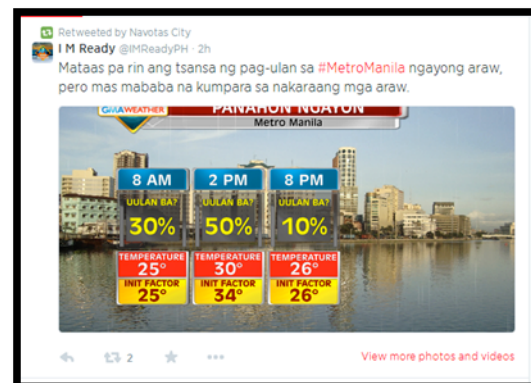 Retweeted by Navotas City
I M Ready @IMReadyPH · 2h
Mataas pa rin ang tsansa ng pag-ulan sa #MetroManila ngayong araw,
pero mas mababa na kumpara sa nakaraang mga araw.
GMA WEATHER PANAHON NGAYON
Metro Manila
8 AM 2 PM 8 PM
UULAN BA? UULAN BA? UULAN BA?
30% 50% 10%
TEMPERATURE TEMPERATURE TEMPERATURE
25° 30° 26°
INIT FACTOR INIT FACTOR INIT FACTOR
25° 34° 26°
2
View more photos and videos